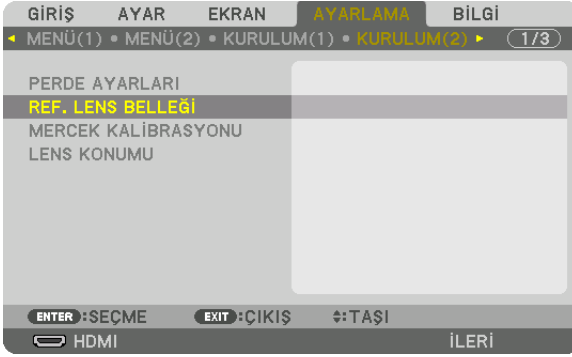 GİRİŞ AYAR EKRAN AYARLAMA BİLGİ
◂ MENÜ(1) • MENÜ(2) • KURULUM(1) • KURULUM(2) ▸ 1/3
PERDE AYARLARI
REF. LENS BELLEĞİ
MERCEK KALİBRASYONU
LENS KONUMU
ENTER :SEÇME EXIT :ÇIKIŞ ♦:TAŞI
HDMI İLERİ